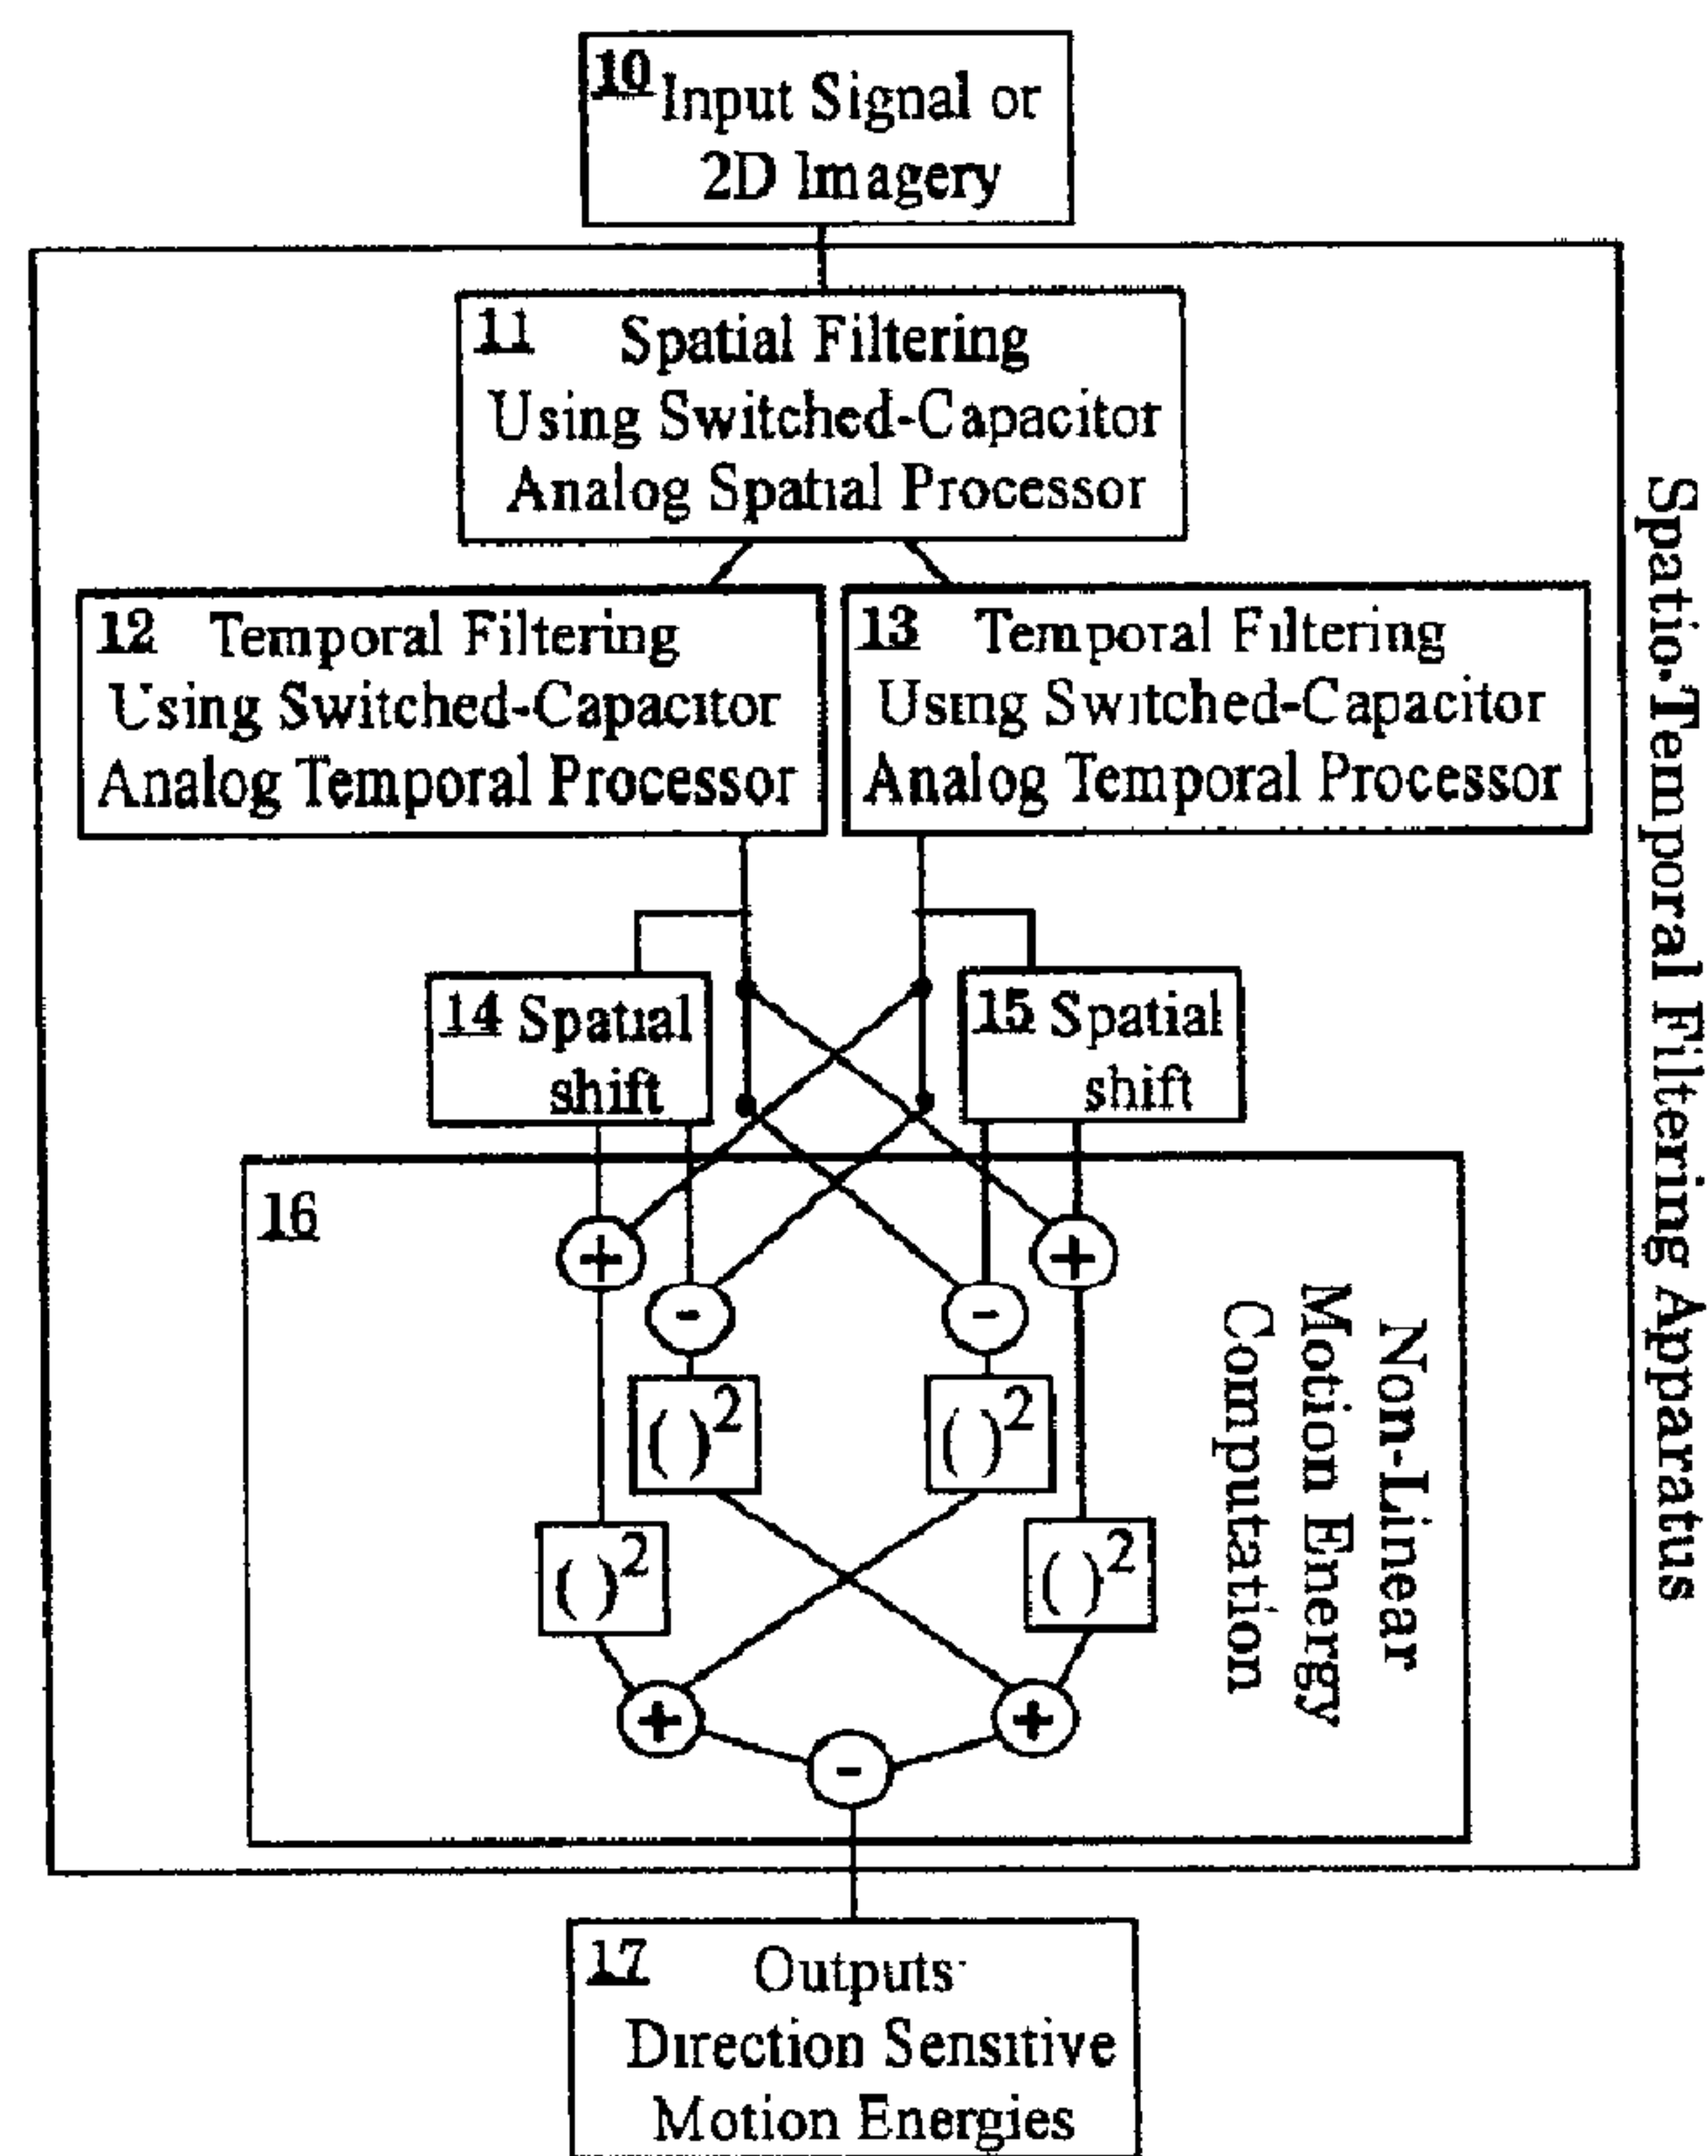 10 Input Signal or
2D Imagery
11 Spatial Filtering
Using Switched-Capacitor
Analog Spatial Processor
12 Temporal Filtering
Using Switched-Capacitor
Analog Temporal Processor
13 Temporal Filtering
Using Switched-Capacitor
Analog Temporal Processor
14 Spatial
shift
15 Spatial
shift
16
+
+
-
-
( )2
( )2
( )2
( )2
+
+
-
Non-Linear
Motion Energy
Computation
Spatio-Temporal Filtering Apparatus
17 Outputs
Direction Sensitive
Motion Energies